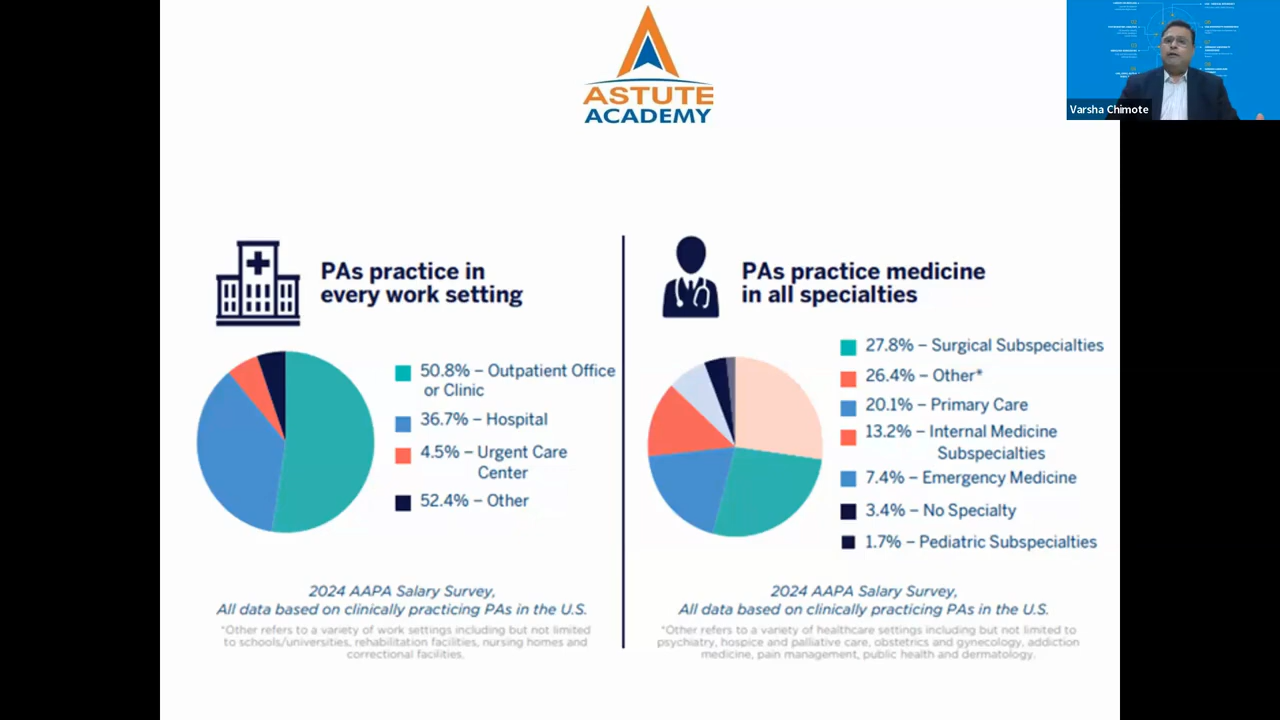 ASTUTE
ACADEMY
Varsha Chimote
PAs practice in
every work setting
50.8% – Outpatient Office
or Clinic
36.7% – Hospital
4.5% – Urgent Care
Center
52.4% – Other
2024 AAPA Salary Survey,
All data based on clinically practicing PAs in the U.S.
*Other refers to a variety of work settings including but not limited
to schools/universities, rehabilitation facilities, nursing homes and
correctional facilities.
PAs practice medicine
in all specialties
27.8% – Surgical Subspecialties
26.4% – Other*
20.1% – Primary Care
13.2% – Internal Medicine
Subspecialties
7.4% – Emergency Medicine
3.4% – No Specialty
1.7% – Pediatric Subspecialties
2024 AAPA Salary Survey,
All data based on clinically practicing PAs in the U.S.
*Other refers to a variety of healthcare settings including but not limited to
psychiatry, hospice and palliative care, obstetrics and gynecology, addiction
medicine, pain management, public health and dermatology.